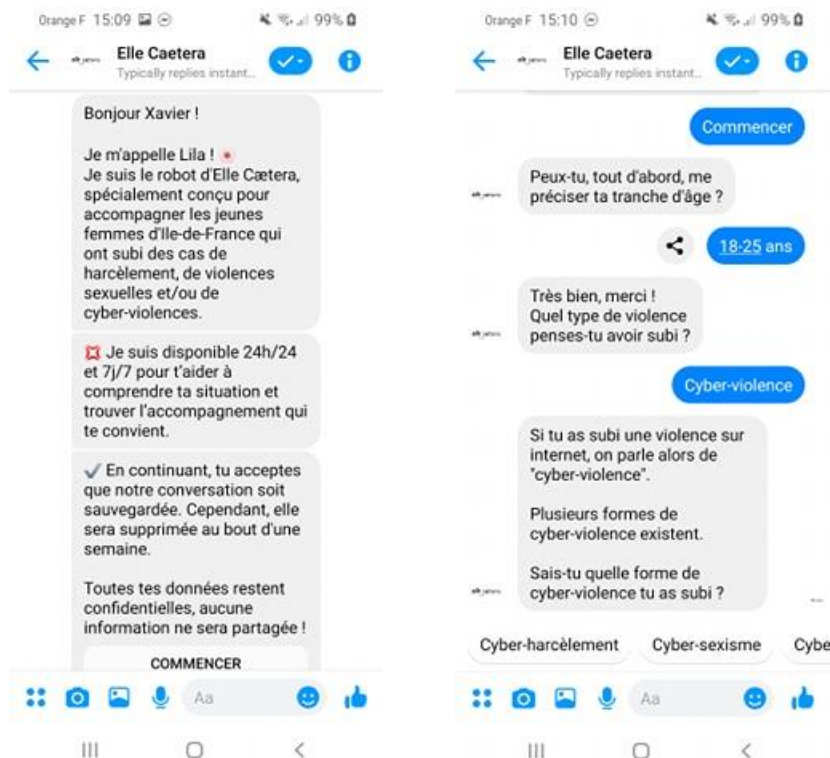 Orange F 15:09 99%
Elle Caetera
Typically replies instant...
Bonjour Xavier !
Je m'appelle Lila !
Je suis le robot d'Elle Cætera,
spécialement conçu pour
accompagner les jeunes
femmes d'Ile-de-France qui
ont subi des cas de
harcèlement, de violences
sexuelles et/ou de
cyber-violences.
Je suis disponible 24h/24
et 7j/7 pour t'aider à
comprendre ta situation et
trouver l'accompagnement qui
te convient.
En continuant, tu acceptes
que notre conversation soit
sauvegardée. Cependant, elle
sera supprimée au bout d'une
semaine.
Toutes tes données restent
confidentielles, aucune
information ne sera partagée !
COMMENCER
Aa
Orange F 15:10 99%
Elle Caetera
Typically replies instant...
Commencer
Peux-tu, tout d'abord, me
préciser ta tranche d'âge ?
18-25 ans
Très bien, merci !
Quel type de violence
penses-tu avoir subi ?
Cyber-violence
Si tu as subi une violence sur
internet, on parle alors de
"cyber-violence".
Plusieurs formes de
cyber-violence existent.
Sais-tu quelle forme de
cyber-violence tu as subi ?
Cyber-harcèlement Cyber-sexisme Cybe
Aa